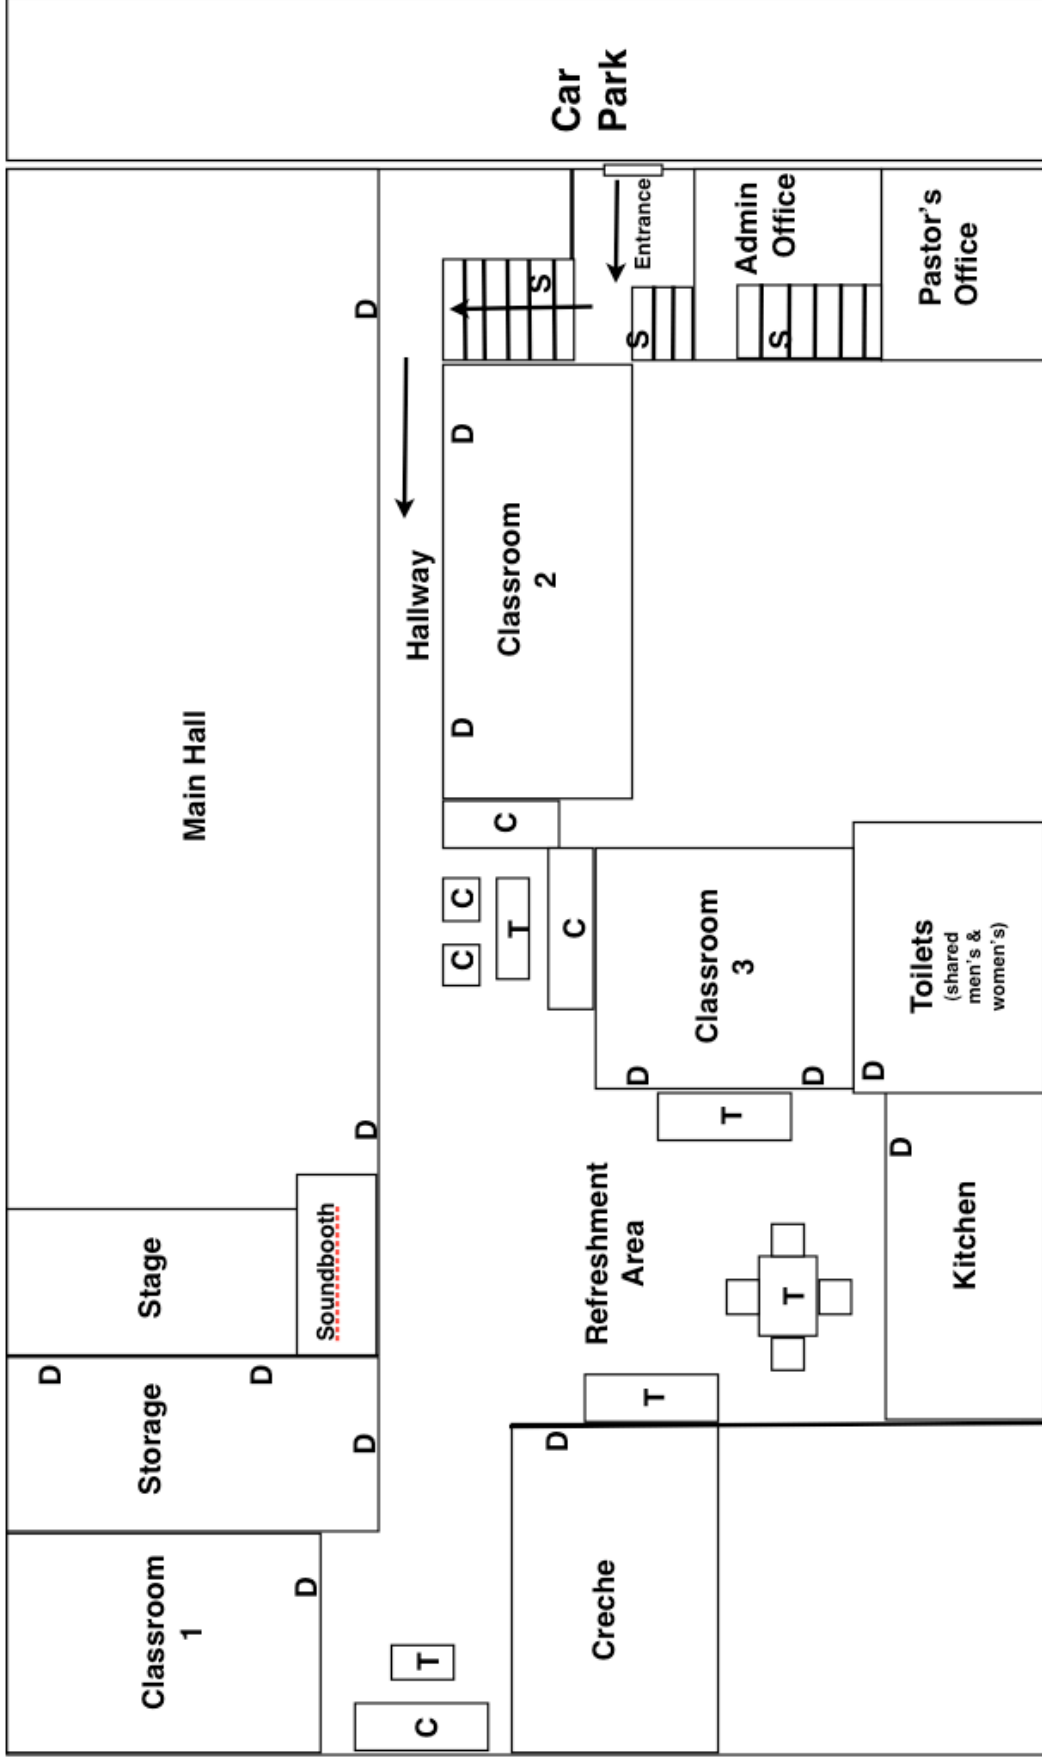 D
Classroom
1
Storage
Stage
Main Hall
D
D
Soundbooth
D
D
D
Hallway
C
T
C
C
D
D
C
Classroom
2
T
S
D
C
Car
Park
Refreshment
Area
Creche
D
S
Entrance
T
Classroom
3
T
Admin
Office
S
T
D
D
D
Toilets
(shared
men's &
women's)
Pastor's
Office
Kitchen